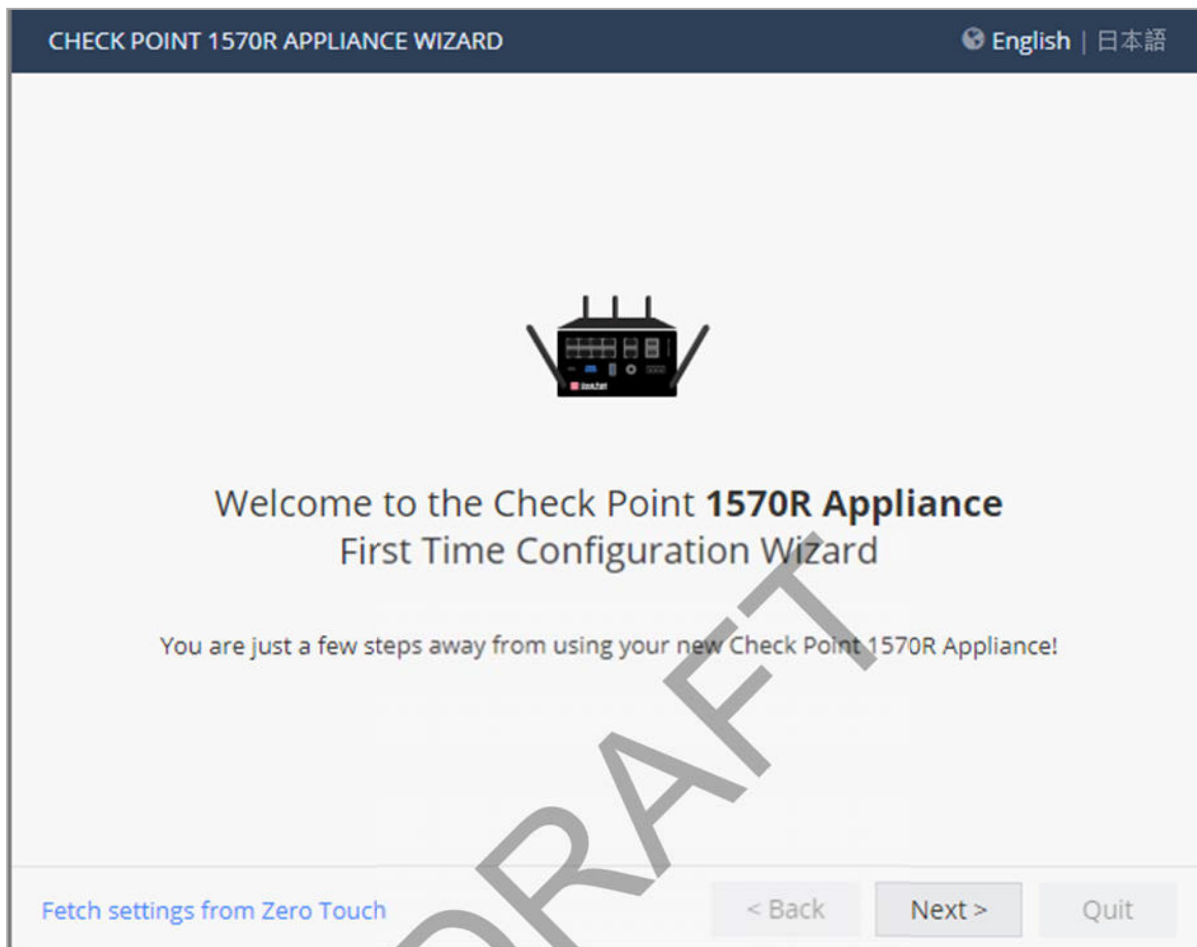 CHECK POINT 1570R APPLIANCE WIZARD
English | 日本語
Welcome to the Check Point 1570R Appliance
First Time Configuration Wizard
You are just a few steps away from using your new Check Point 1570R Appliance!
DRAFT
Fetch settings from Zero Touch
< Back
Next >
Quit